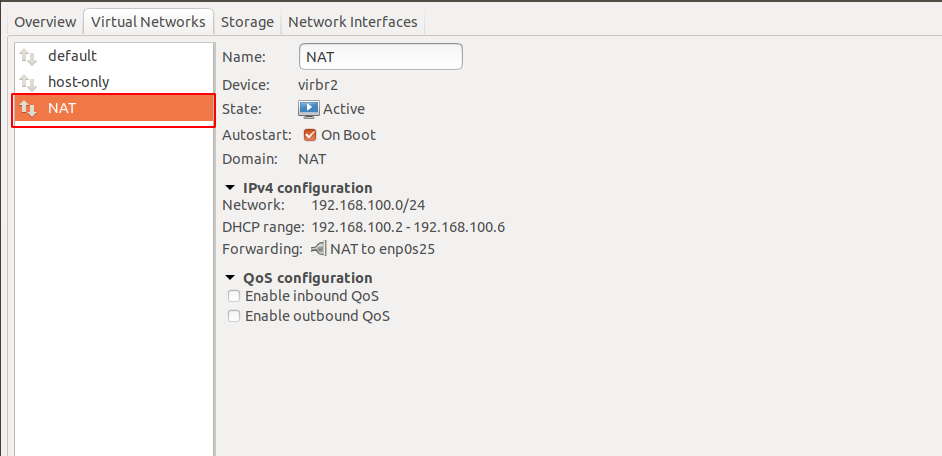 Overview Virtual Networks Storage Network Interfaces
default
host-only
NAT
Name: NAT
Device: virbr2
State: Active
Autostart: On Boot
Domain: NAT
IPv4 configuration
Network: 192.168.100.0/24
DHCP range: 192.168.100.2 - 192.168.100.6
Forwarding: NAT to enp0s25
QoS configuration
Enable inbound QoS
Enable outbound QoS